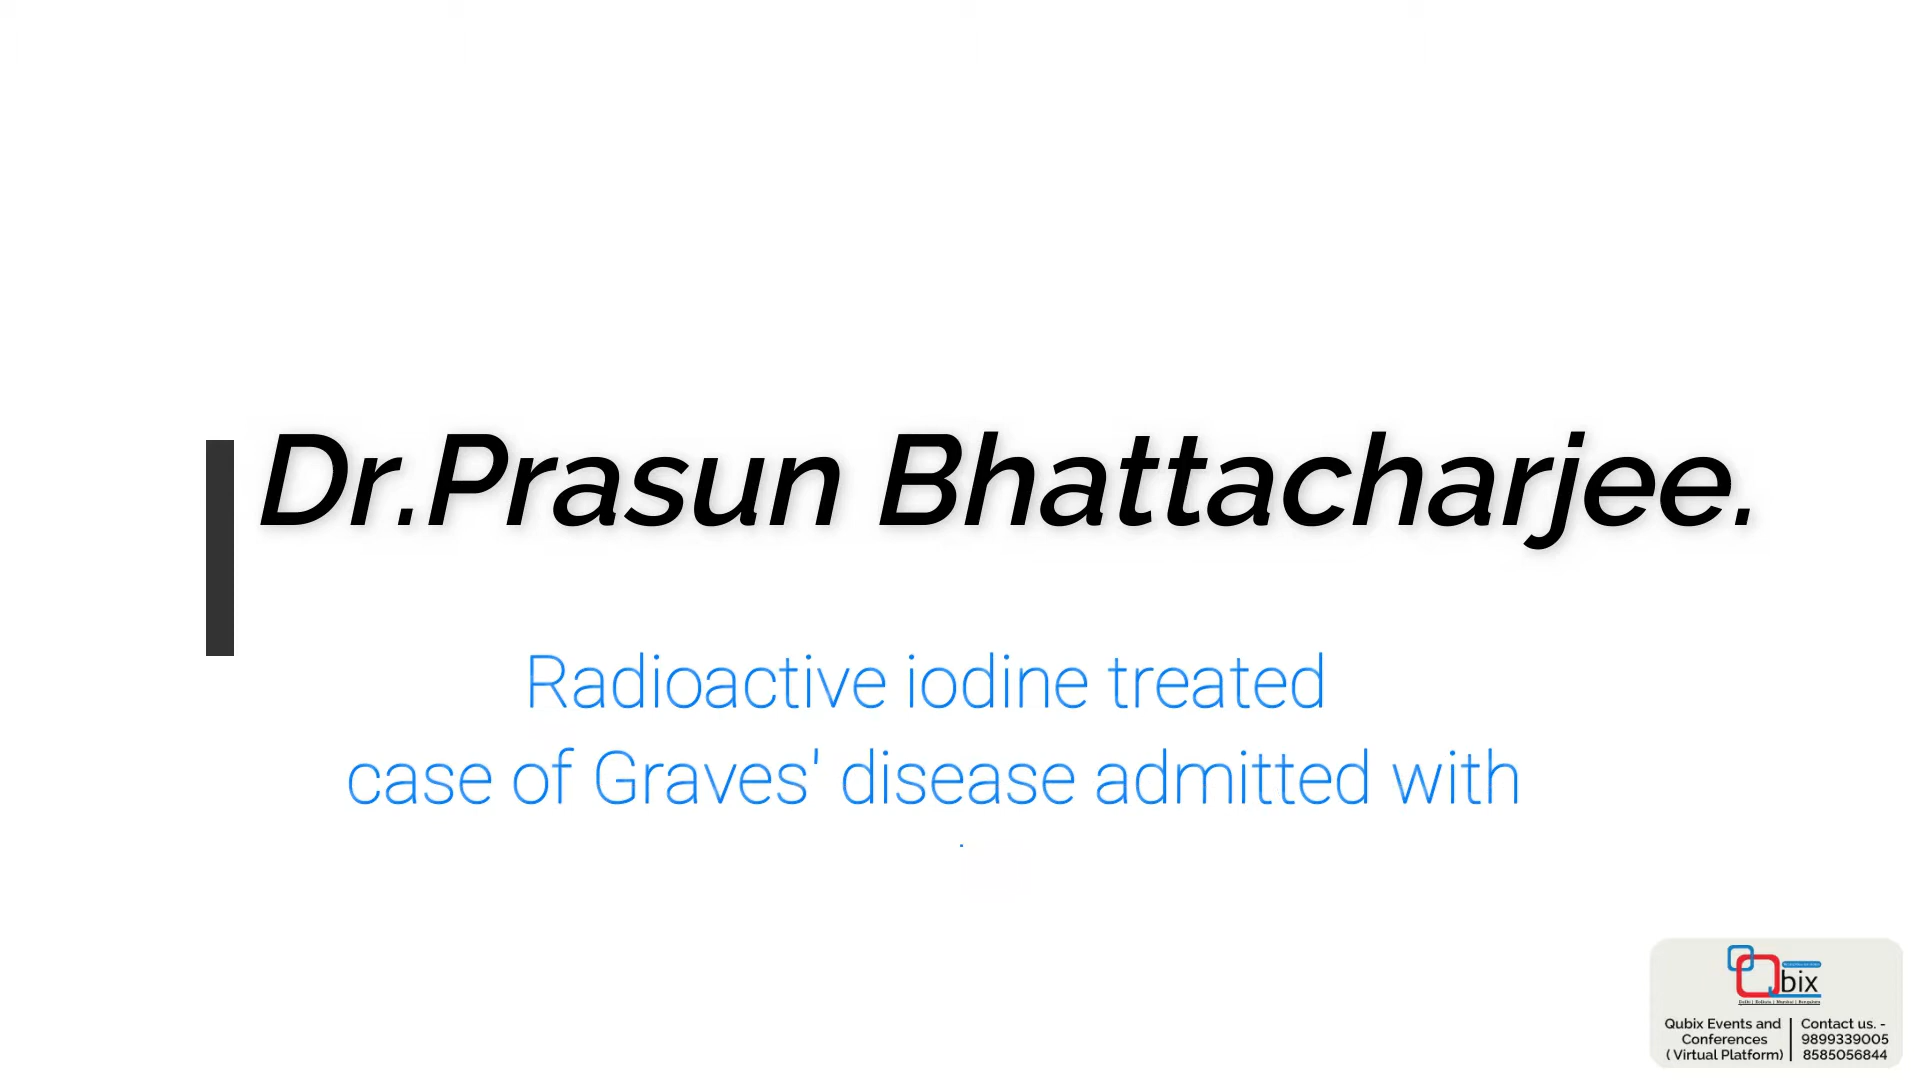 Dr.Prasun Bhattacharjee.
Radioactive iodine treated
case of Graves' disease admitted with
Qbix
Qubix Events and
Conferences
( Virtual Platform)
Contact us. -
9899339005
8585056844